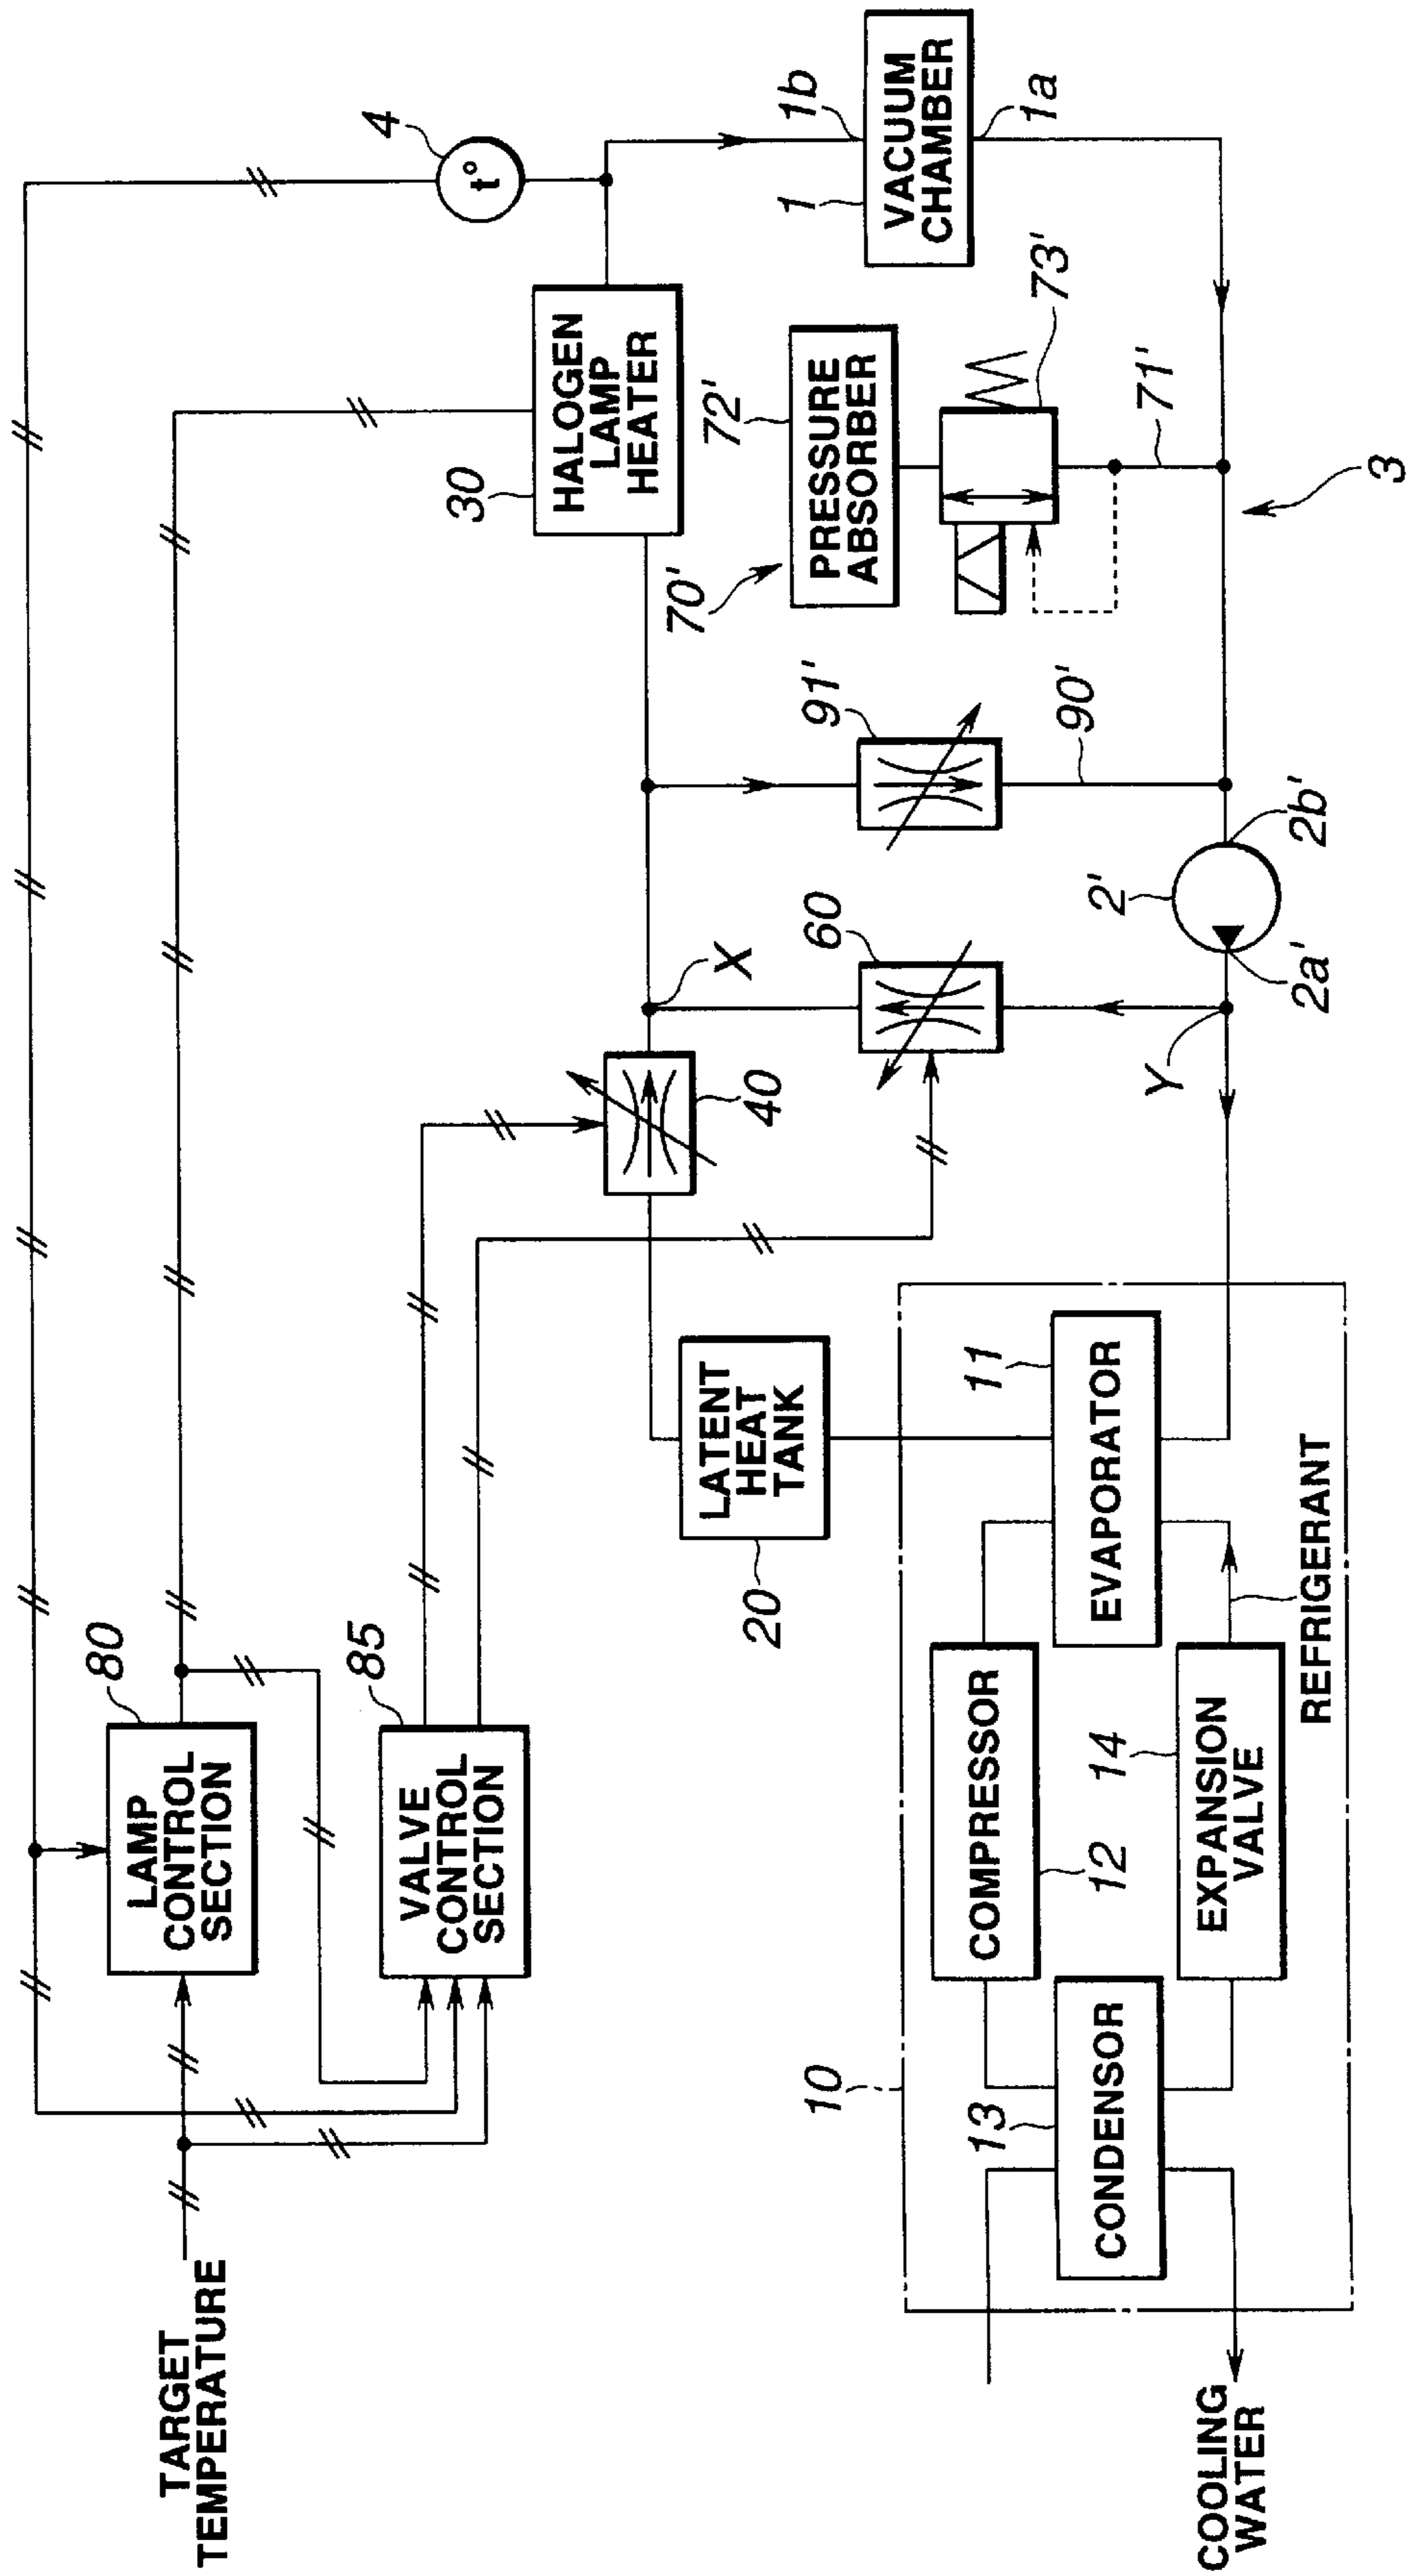 TARGET
TEMPERATURE
LAMP
CONTROL
SECTION
80
VALVE
CONTROL
SECTION
85
4
t°
30
HALOGEN
LAMP
HEATER
40
X
60
91'
90'
70'
72'
PRESSURE
ABSORBER
73'
71'
1
1b
VACUUM
CHAMBER
1a
3
2'
2a'
2b'
Y
20
LATENT
HEAT
TANK
10
11
EVAPORATOR
COMPRESSOR
12
13
CONDENSOR
14
EXPANSION
VALVE
REFRIGERANT
COOLING
WATER